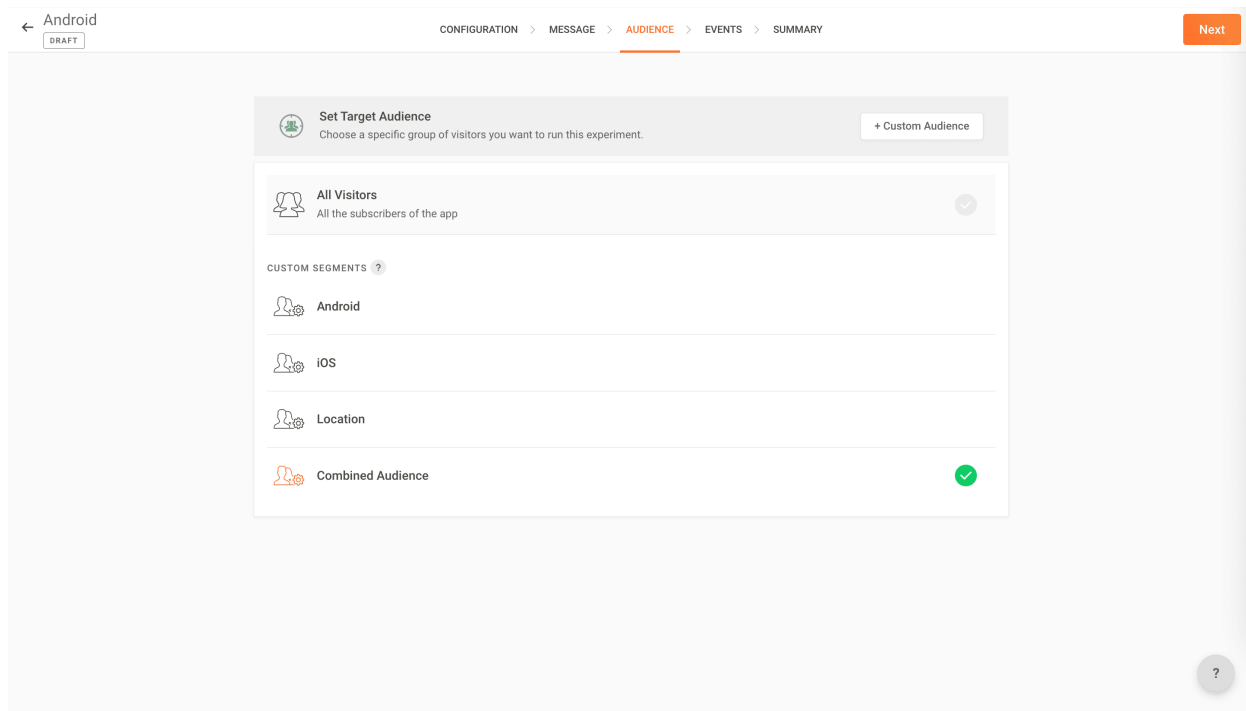 Android
DRAFT
CONFIGURATION > MESSAGE > AUDIENCE > EVENTS > SUMMARY
Next
Set Target Audience
Choose a specific group of visitors you want to run this experiment.
+ Custom Audience
All Visitors
All the subscribers of the app
CUSTOM SEGMENTS ?
Android
iOS
Location
Combined Audience
?